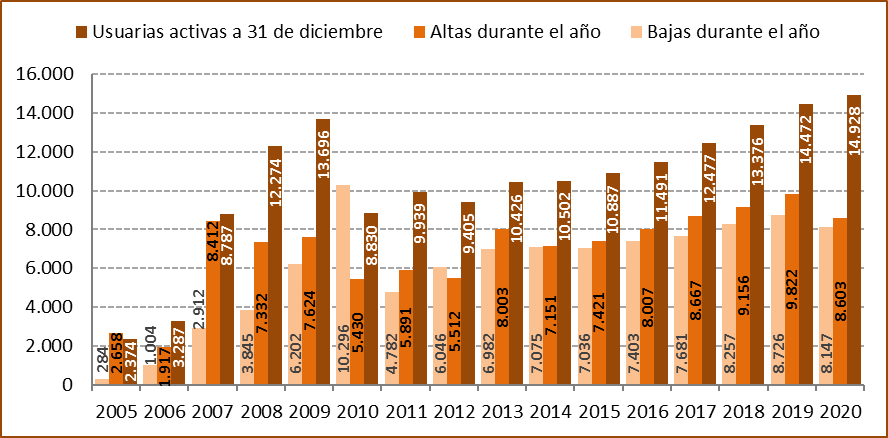 Usuarias activas a 31 de diciembre Altas durante el año Bajas durante el año
16.000
14.000
12.000
10.000
8.000
6.000
4.000
2.000
0
284 2.658 2.374
1.004 1.917 3.287
2.912 8.412 8.787
3.845 7.332 12.274
6.202 7.624 13.696
10.296 5.430 8.830
4.782 5.891 9.939
6.046 5.512 9.405
6.982 8.003 10.426
7.075 7.151 10.502
7.036 7.421 10.887
7.403 8.007 11.491
7.681 8.667 12.477
8.257 9.156 13.376
8.726 9.822 14.472
8.147 8.603 14.928
2005 2006 2007 2008 2009 2010 2011 2012 2013 2014 2015 2016 2017 2018 2019 2020